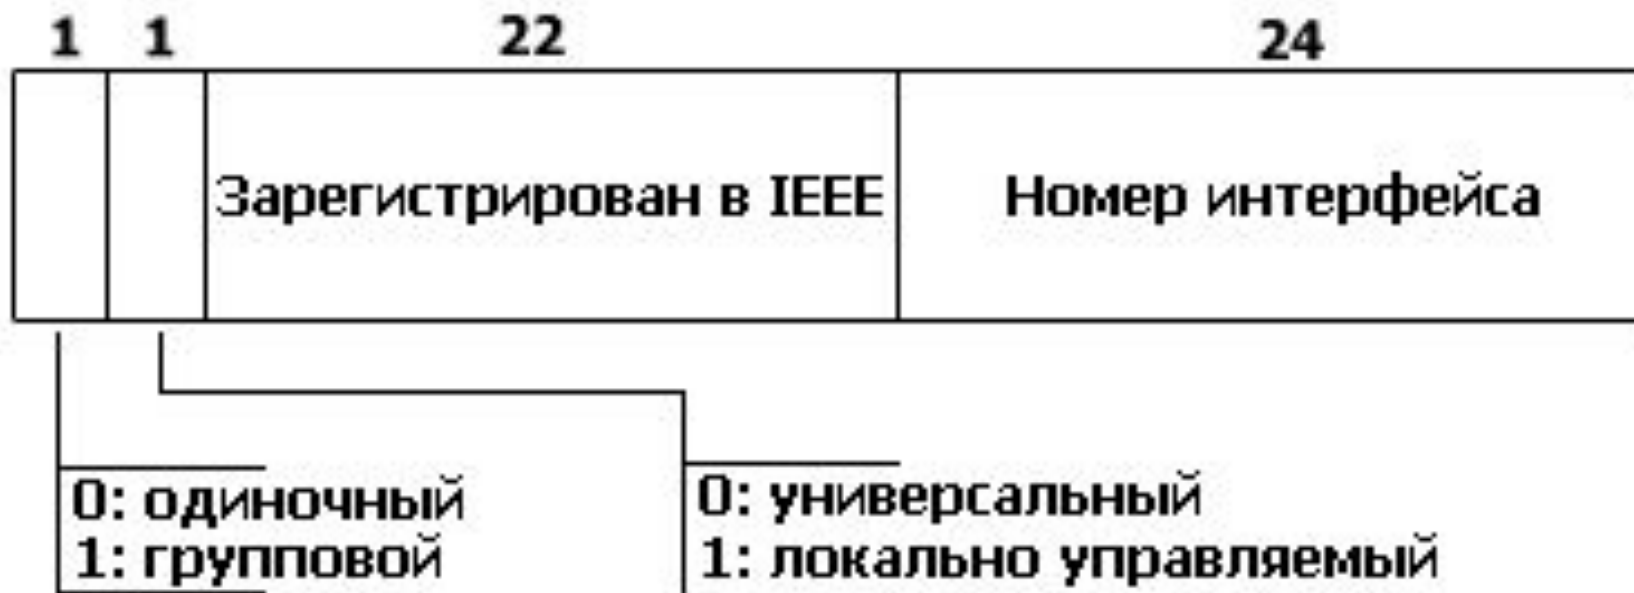 1 1 22 24
Зарегистрирован в IEEE Номер интерфейса
0: одиночный 0: универсальный
1: групповой 1: локально управляемый